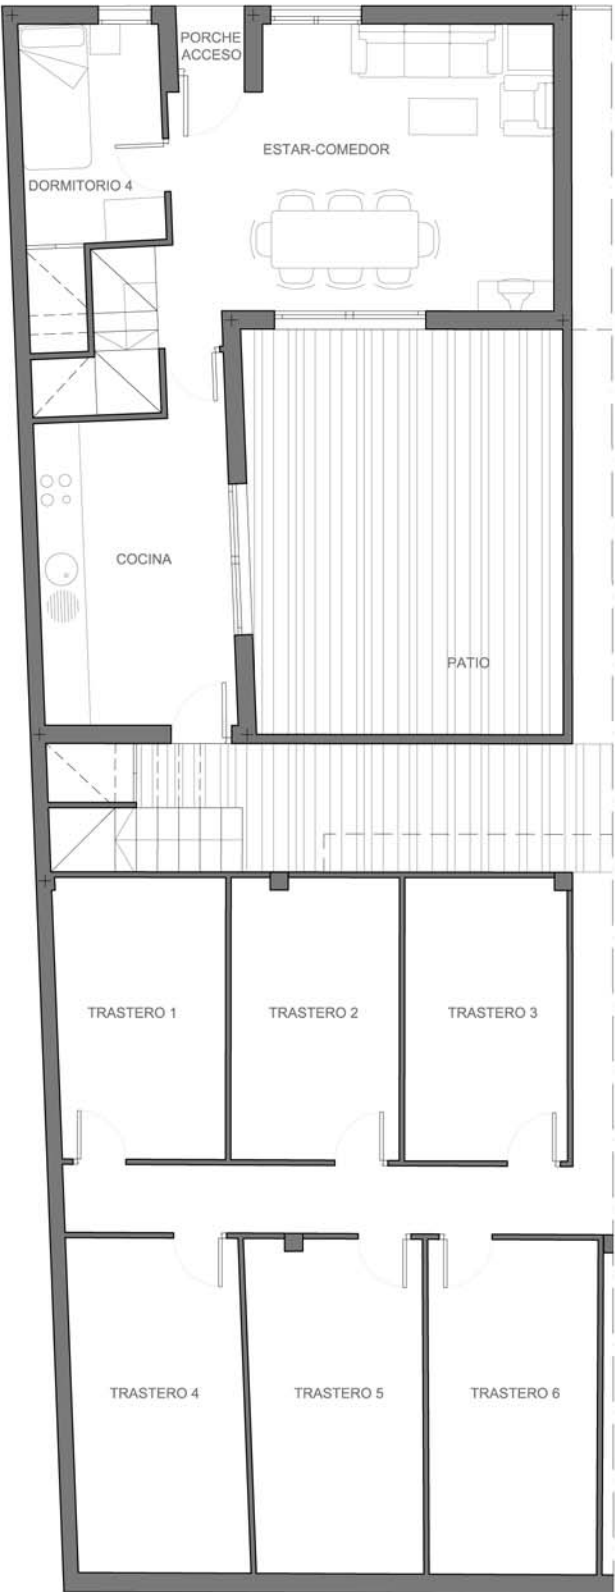 PORCHE
ACCESO
ESTAR-COMEDOR
DORMITORIO 4
COCINA
PATIO
TRASTERO 1
TRASTERO 2
TRASTERO 3
TRASTERO 4
TRASTERO 5
TRASTERO 6